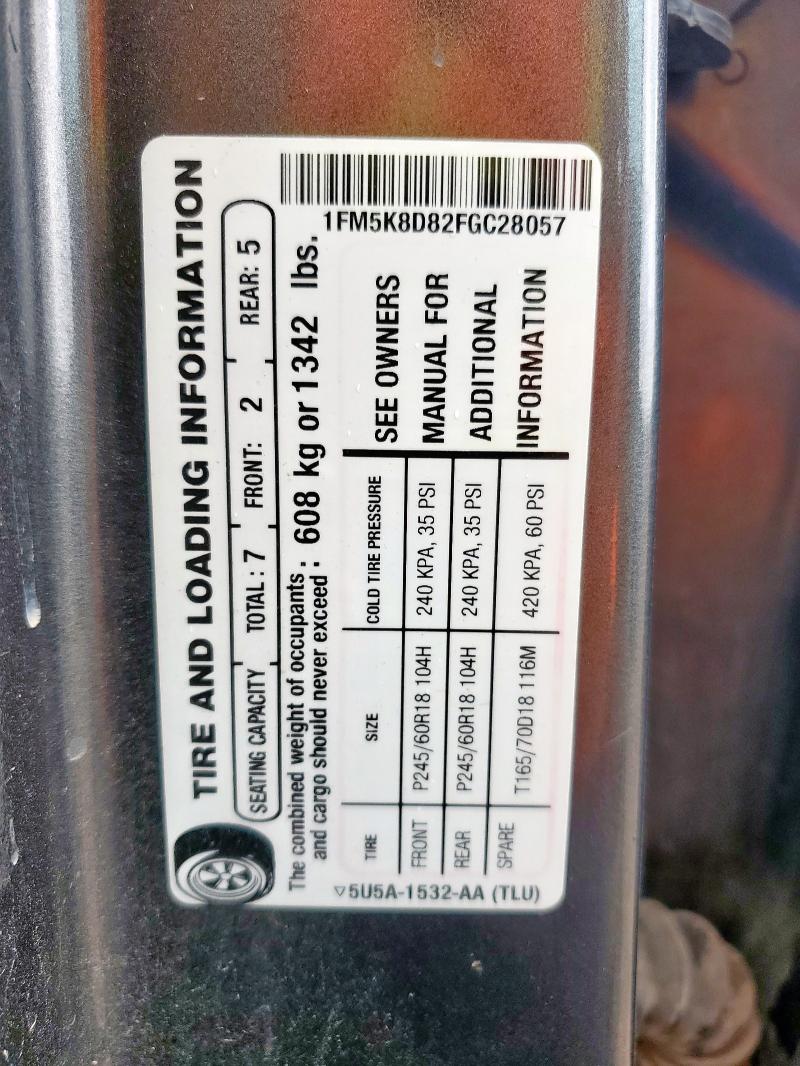 TIRE AND LOADING INFORMATION
SEATING CAPACITY TOTAL : 7 FRONT: 2 REAR: 5
The combined weight of occupants
and cargo should never exceed : 608 kg or 1342 lbs.
TIRE SIZE COLD TIRE PRESSURE
FRONT P245/60R18 104H 240 KPA, 35 PSI
REAR P245/60R18 104H 240 KPA, 35 PSI
SPARE T165/70D18 116M 420 KPA, 60 PSI
SEE OWNERS
MANUAL FOR
ADDITIONAL
INFORMATION
1FM5K8D82FGC28057
▽5U5A-1532-AA (TLU)